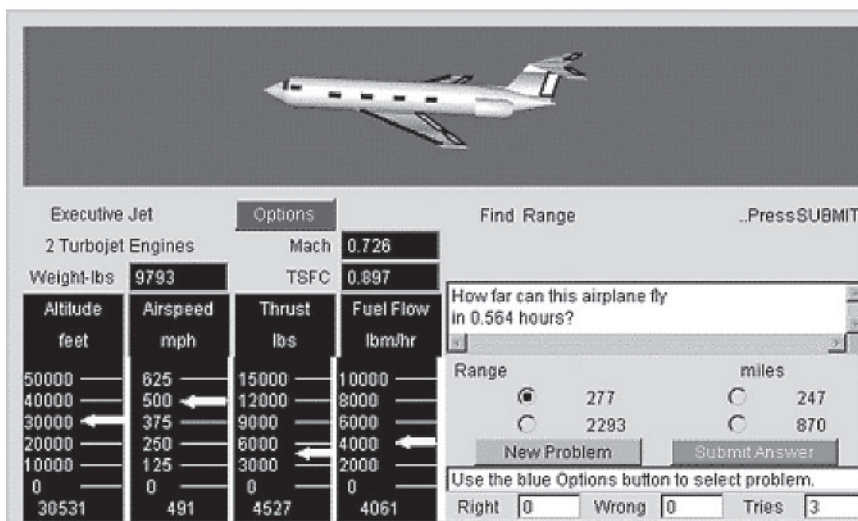 Executive Jet Options Find Range ..Press SUBMIT
2 Turbojet Engines Mach 0.726
Weight-lbs 9793 TSFC 0.897
Altitude feet
50000
40000
30000
20000
10000
0
30531
Airspeed mph
625
500
375
250
125
0
491
Thrust lbs
15000
12000
9000
6000
3000
0
4527
Fuel Flow lbm/hr
10000
8000
6000
4000
2000
0
4061
How far can this airplane fly
in 0.564 hours?
Range miles
277 247
2293 870
New Problem Submit Answer
Use the blue Options button to select problem.
Right 0 Wrong 0 Tries 3